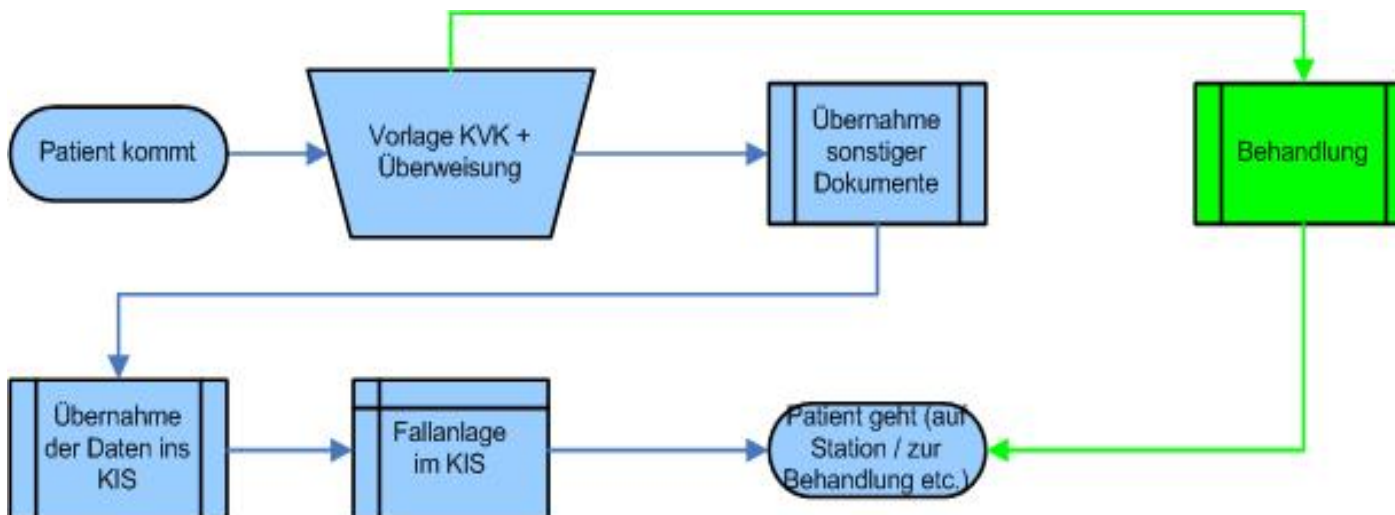 Patient kommt
Vorlage KVK +
Überweisung
Übernahme
sonstiger
Dokumente
Behandlung
Übernahme
der Daten ins
KIS
Fallanlage
im KIS
Patient geht (auf
Station / zur
Behandlung etc.)